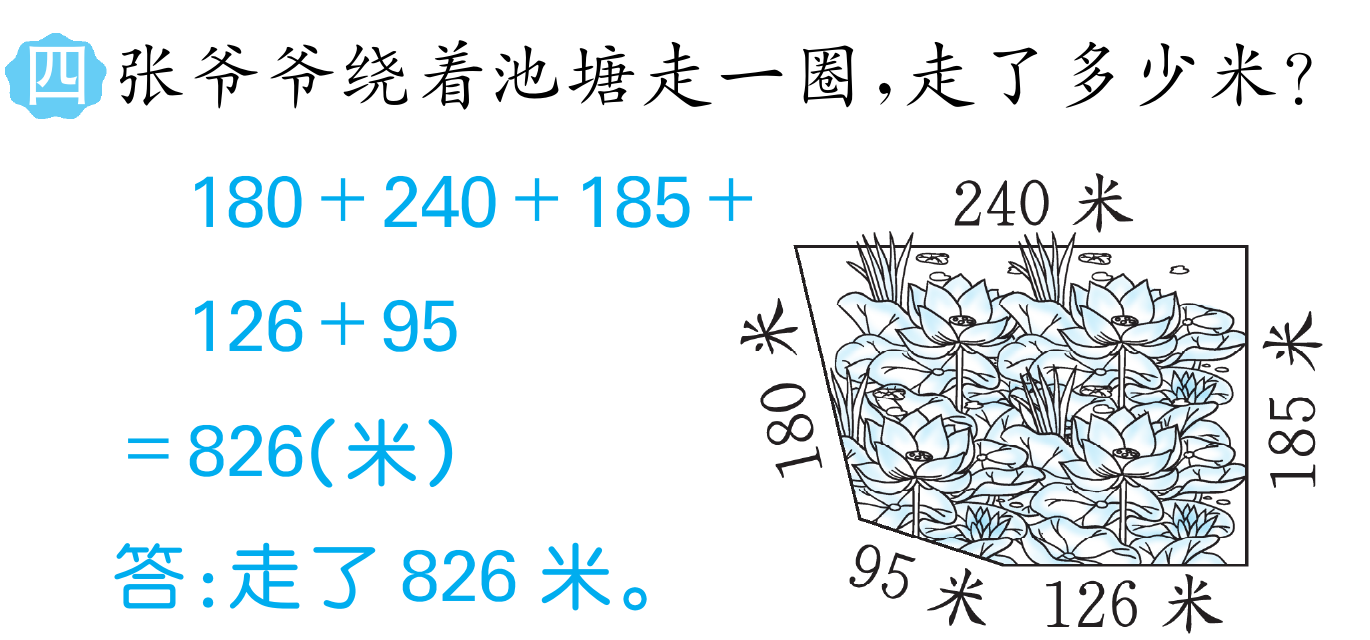 四 张爷爷绕着池塘走一圈,走了多少米?
180+240+185+
126+95
=826(米)
答:走了826米。
240米
180米
185米
95米
126米